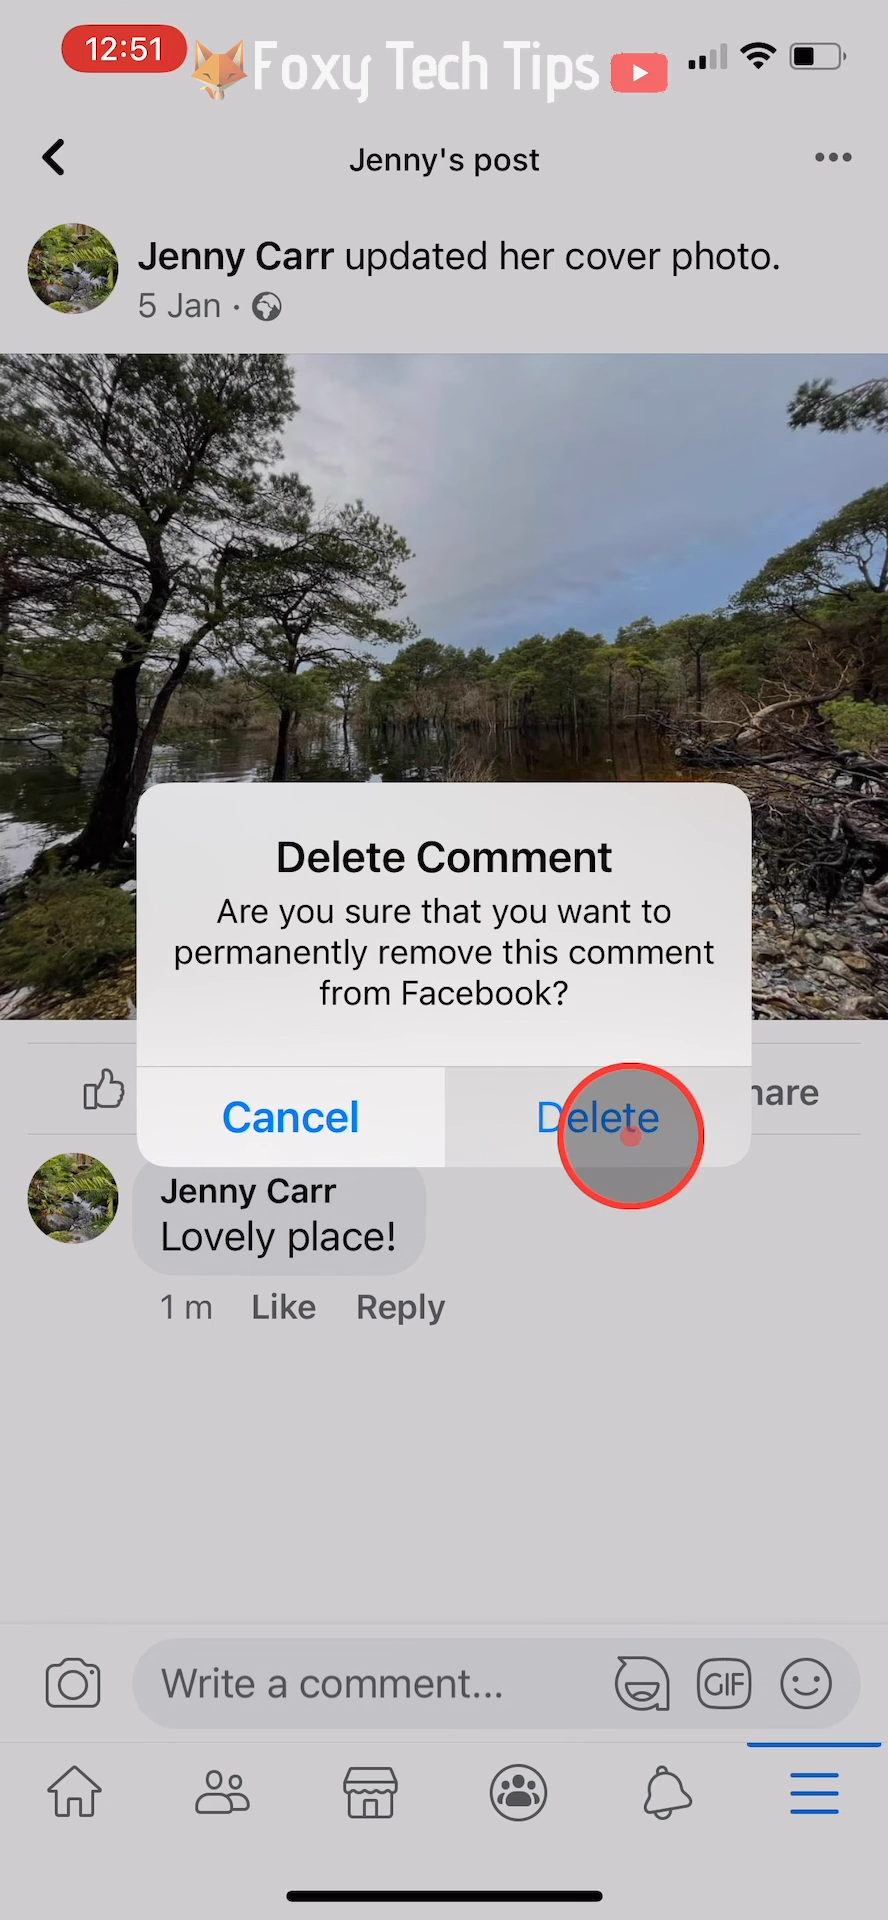 12:51
Foxy Tech Tips
Jenny's post
Jenny Carr updated her cover photo.
5 Jan ·
Delete Comment
Are you sure that you want to
permanently remove this comment
from Facebook?
Cancel
Delete
hare
Jenny Carr
Lovely place!
1 m Like Reply
Write a comment...
GIF